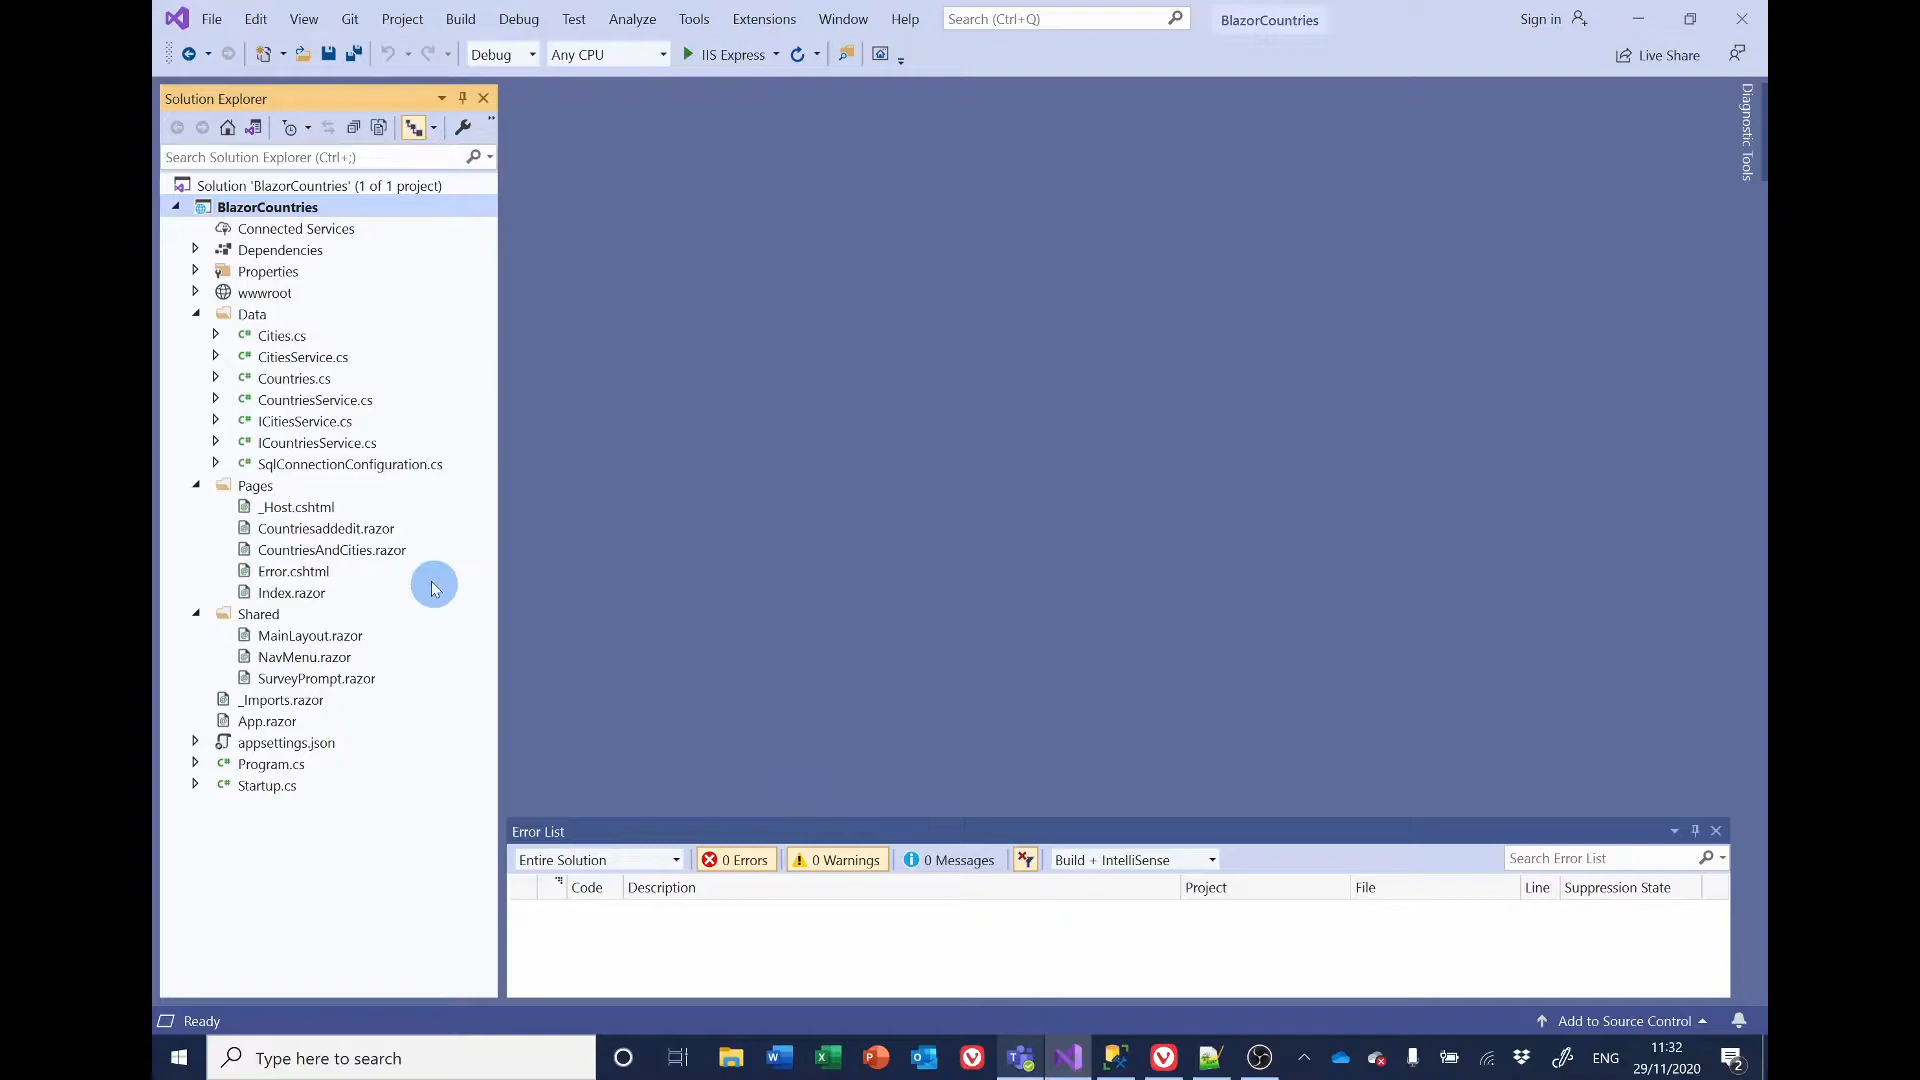 File Edit View Git Project Build Debug Test Analyze Tools Extensions Window Help Search (Ctrl+Q) BlazorCountries Sign in
Debug Any CPU IIS Express Live Share
Solution Explorer
Search Solution Explorer (Ctrl+;)
Solution 'BlazorCountries' (1 of 1 project)
BlazorCountries
Connected Services
Dependencies
Properties
wwwroot
Data
C# Cities.cs
C# CitiesService.cs
C# Countries.cs
C# CountriesService.cs
C# ICitiesService.cs
C# ICountriesService.cs
C# SqlConnectionConfiguration.cs
Pages
_Host.cshtml
Countriesaddedit.razor
CountriesAndCities.razor
Error.cshtml
Index.razor
Shared
MainLayout.razor
NavMenu.razor
SurveyPrompt.razor
_Imports.razor
App.razor
appsettings.json
C# Program.cs
C# Startup.cs
Diagnostic Tools
Error List
Entire Solution 0 Errors 0 Warnings 0 Messages Build + IntelliSense Search Error List
Code Description Project File Line Suppression State
Ready Add to Source Control
Type here to search ENG 11:32
29/11/2020 2